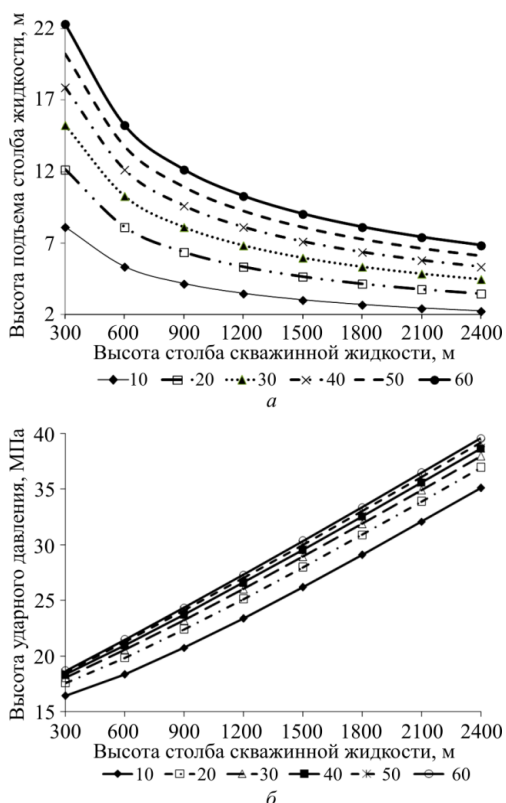 Высота подъема столба жидкости, м
22
17
12
7
2
300 600 900 1200 1500 1800 2100 2400
Высота столба скважинной жидкости, м
10 20 30 40 50 60
а
Высота ударного давления, МПа
40
35
30
25
20
15
300 600 900 1200 1500 1800 2100 2400
Высота столба скважинной жидкости, м
10 20 30 40 50 60
б